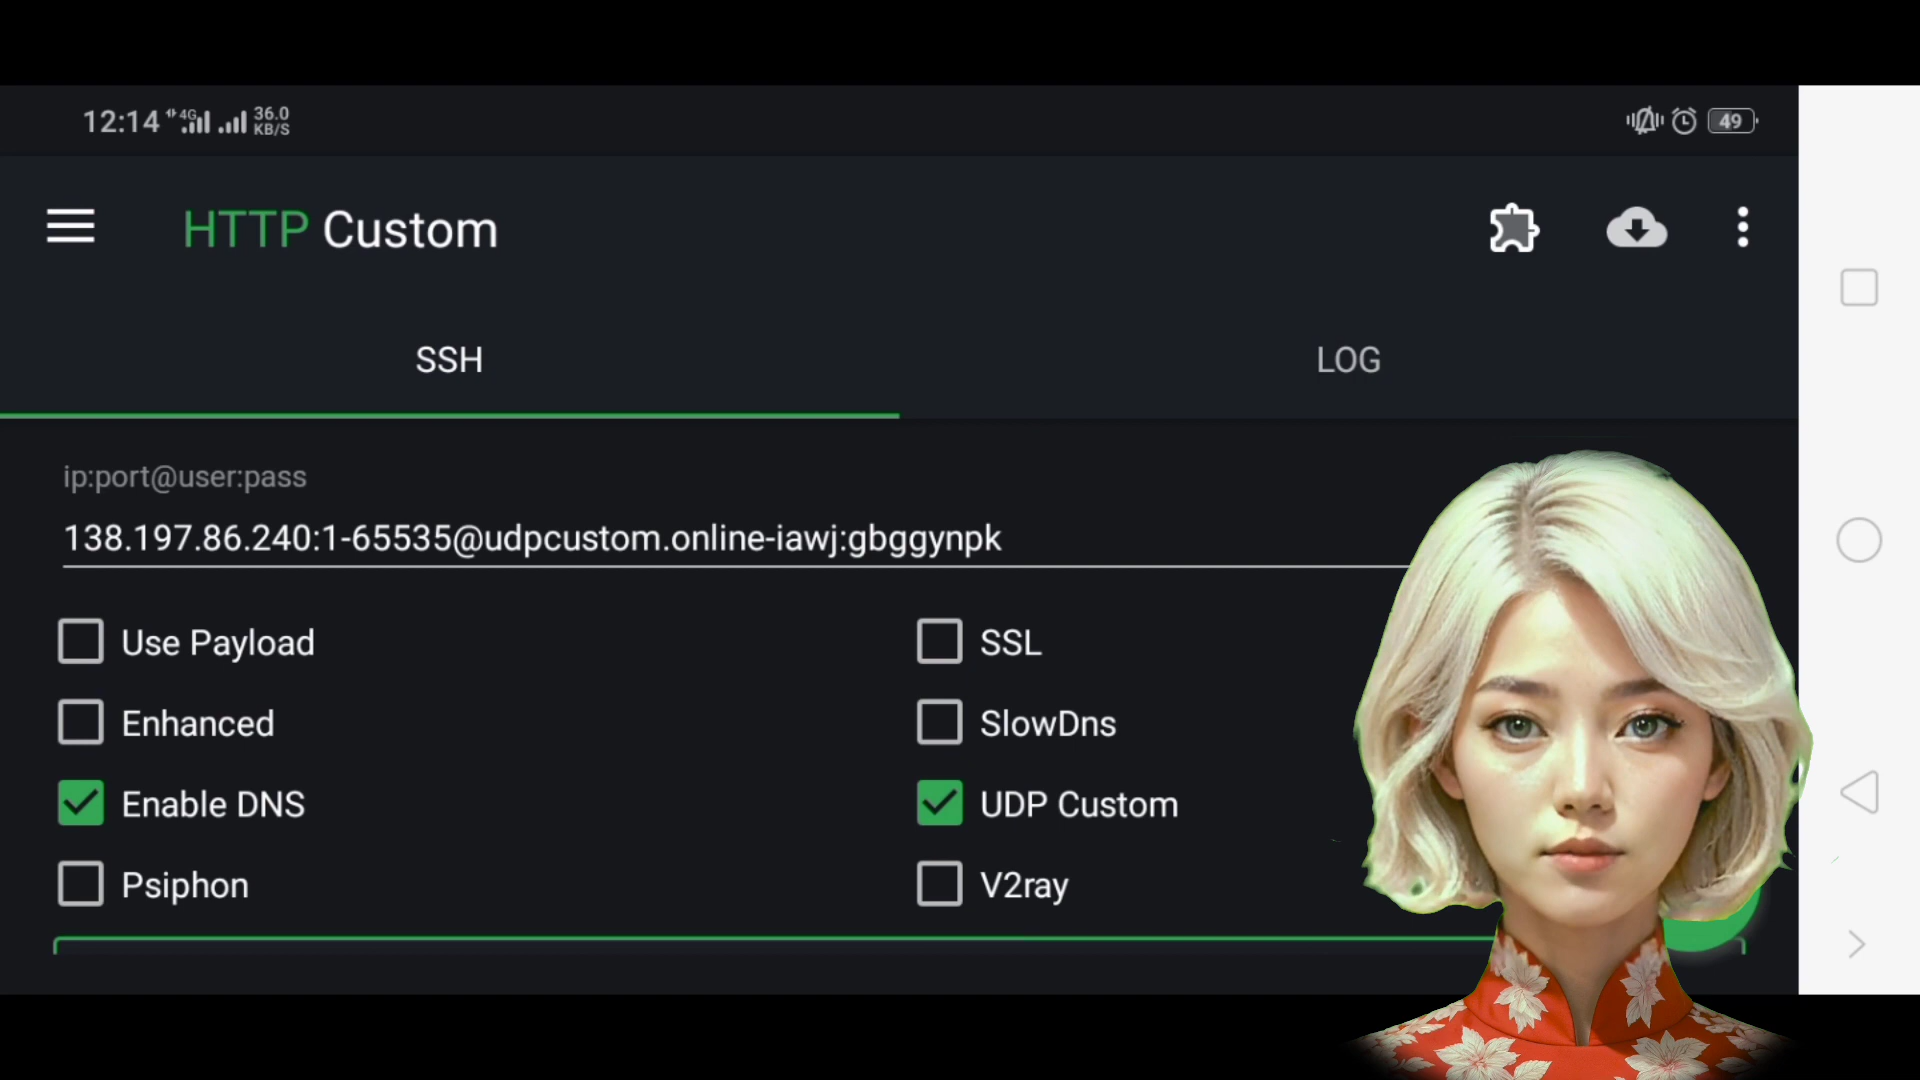 12:14 4G 36.0 KB/S 49
HTTP Custom
SSH LOG
ip:port@user:pass
138.197.86.240:1-65535@udpcustom.online-iawj:gbggynpk
Use Payload SSL
Enhanced SlowDns
Enable DNS UDP Custom
Psiphon V2ray